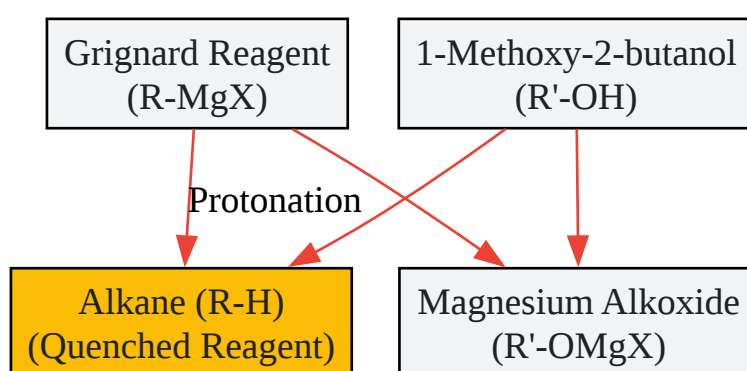 Grignard Reagent
(R-MgX)
1-Methoxy-2-butanol
(R'-OH)
Protonation
Alkane (R-H)
(Quenched Reagent)
Magnesium Alkoxide
(R'-OMgX)